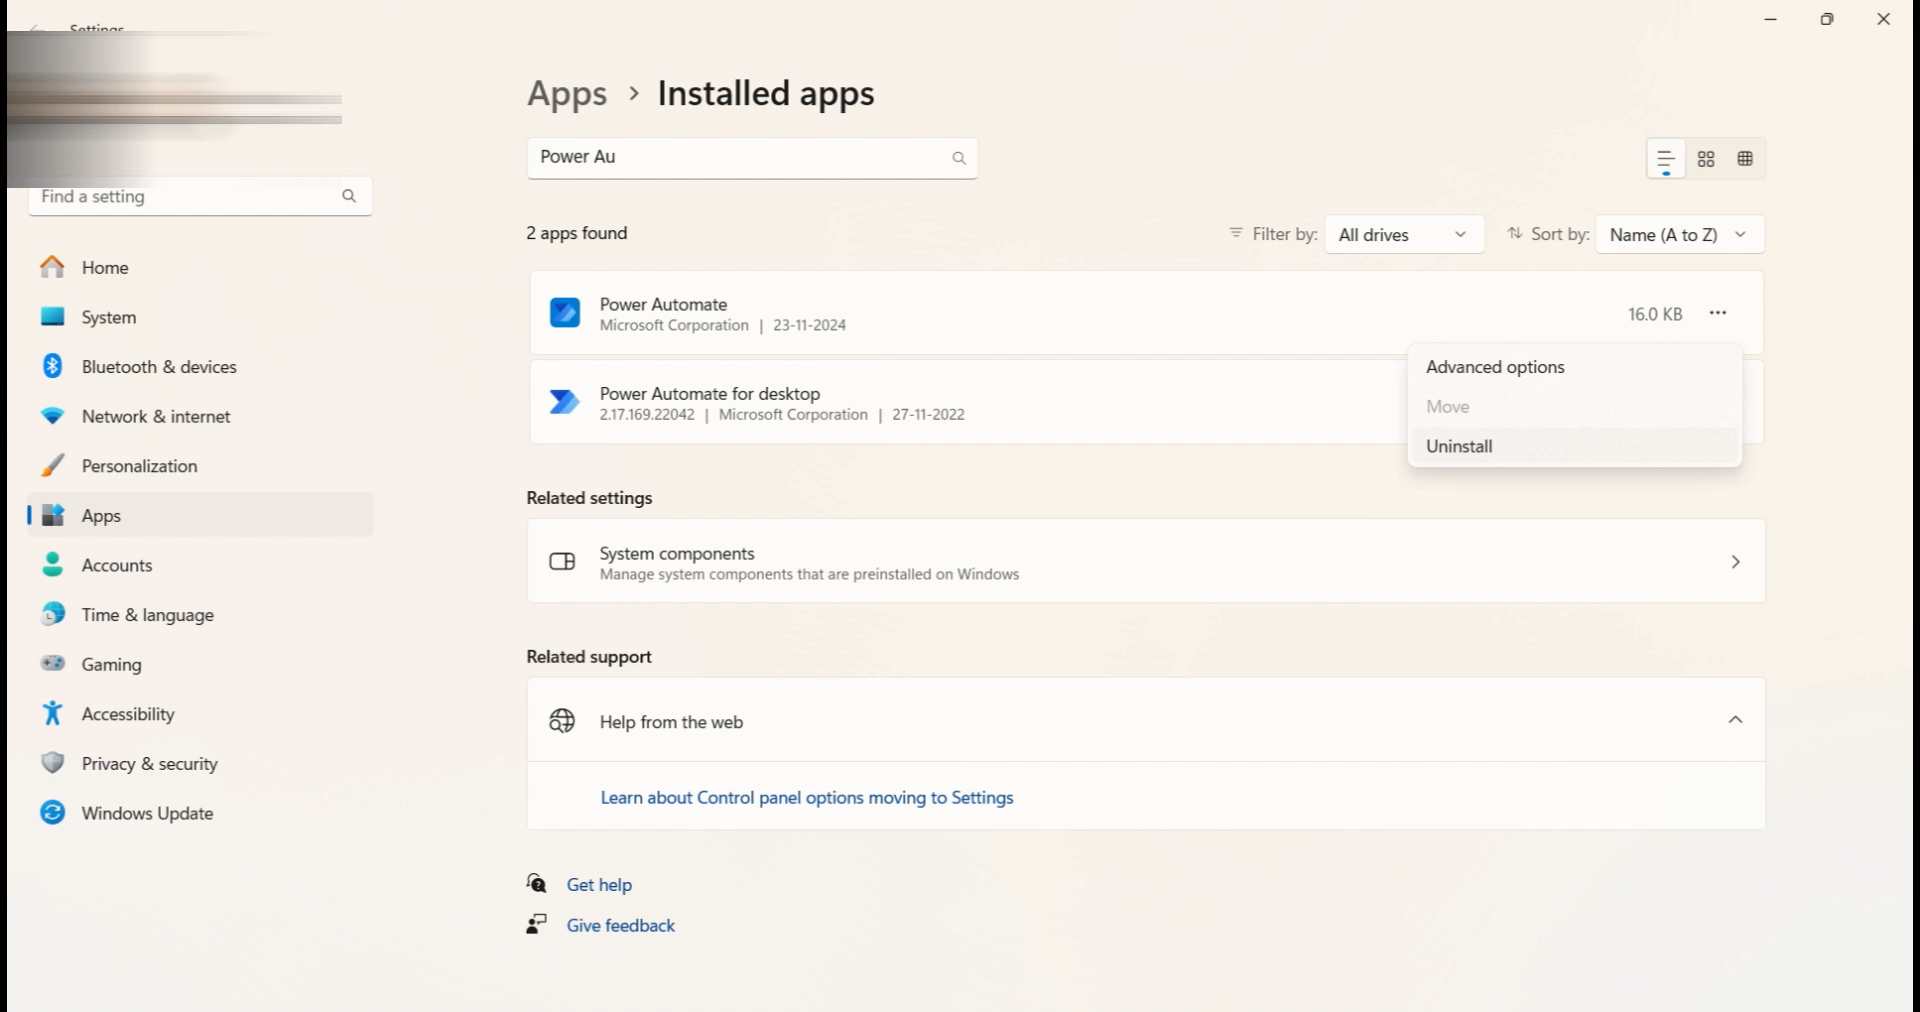 Settings
Find a setting
Home
System
Bluetooth & devices
Network & internet
Personalization
Apps
Accounts
Time & language
Gaming
Accessibility
Privacy & security
Windows Update
Apps > Installed apps
Power Au
2 apps found
Filter by: All drives
Sort by: Name (A to Z)
Power Automate
Microsoft Corporation | 23-11-2024
16.0 KB
Advanced options
Move
Uninstall
Power Automate for desktop
2.17.169.22042 | Microsoft Corporation | 27-11-2022
Related settings
System components
Manage system components that are preinstalled on Windows
Related support
Help from the web
Learn about Control panel options moving to Settings
Get help
Give feedback